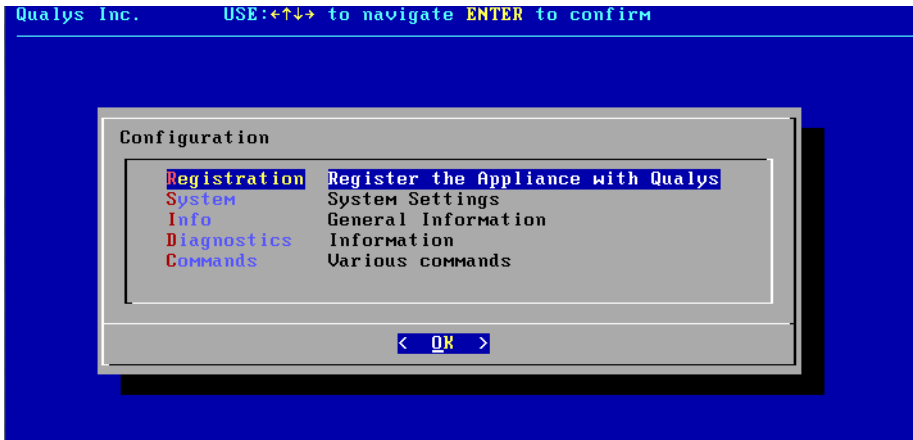 Qualys Inc. USE:←↑↓→ to navigate ENTER to confirm
Configuration
Registration Register the Appliance with Qualys
System System Settings
Info General Information
Diagnostics Information
Commands Various commands
< OK >